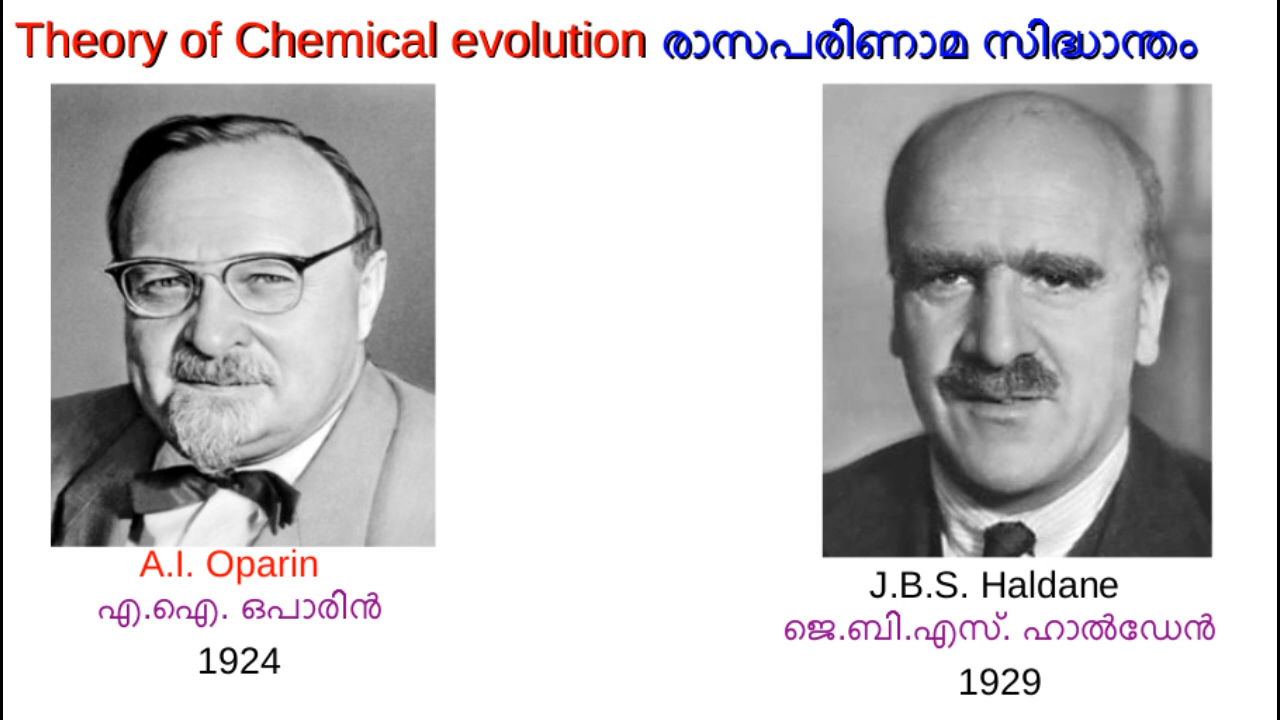 Theory of Chemical evolution രാസപരിണാമ സിദ്ധാന്തം
A.I. Oparin
എ.ഐ. ഒപാരിൻ
1924
J.B.S. Haldane
ജെ.ബി.എസ്. ഹാൽഡേൻ
1929